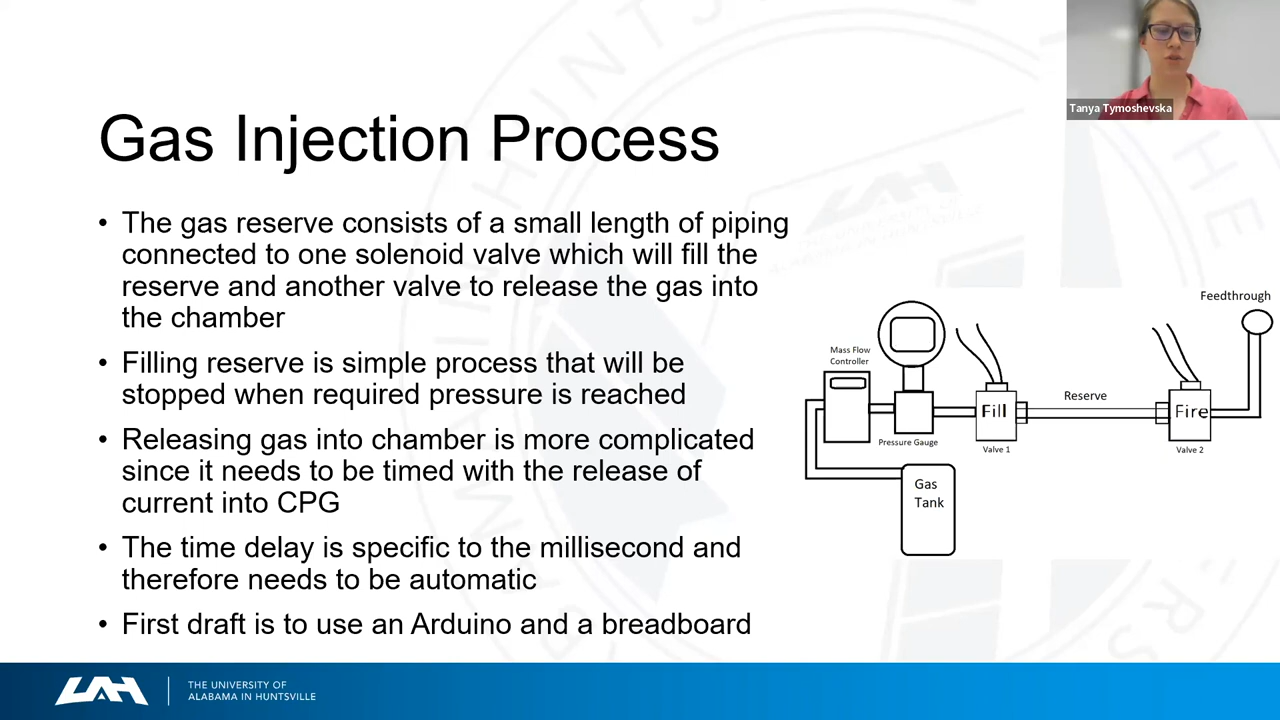 Tanya Tymoshevska
Gas Injection Process
• The gas reserve consists of a small length of piping
connected to one solenoid valve which will fill the
reserve and another valve to release the gas into
the chamber
• Filling reserve is simple process that will be
stopped when required pressure is reached
• Releasing gas into chamber is more complicated
since it needs to be timed with the release of
current into CPG
• The time delay is specific to the millisecond and
therefore needs to be automatic
• First draft is to use an Arduino and a breadboard
Feedthrough
Mass Flow
Controller
Reserve
Fill
Fire
Pressure Gauge
Valve 1
Valve 2
Gas
Tank
UAH
THE UNIVERSITY OF
ALABAMA IN HUNTSVILLE